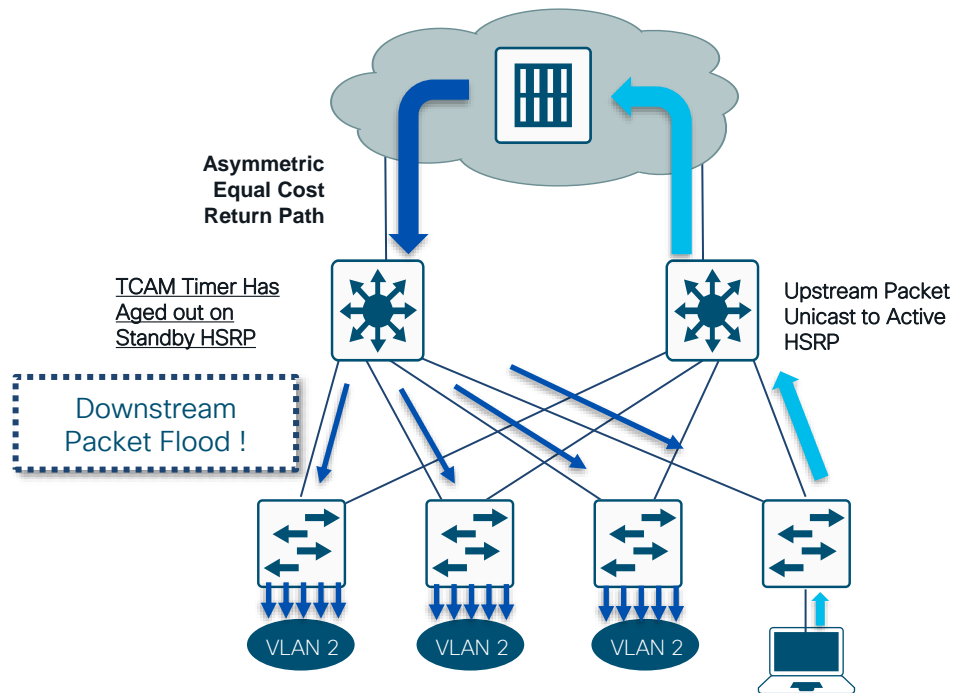 Asymmetric
Equal Cost
Return Path
TCAM Timer Has
Aged out on
Standby HSRP
Upstream Packet
Unicast to Active
HSRP
Downstream
Packet Flood !
VLAN 2
VLAN 2
VLAN 2